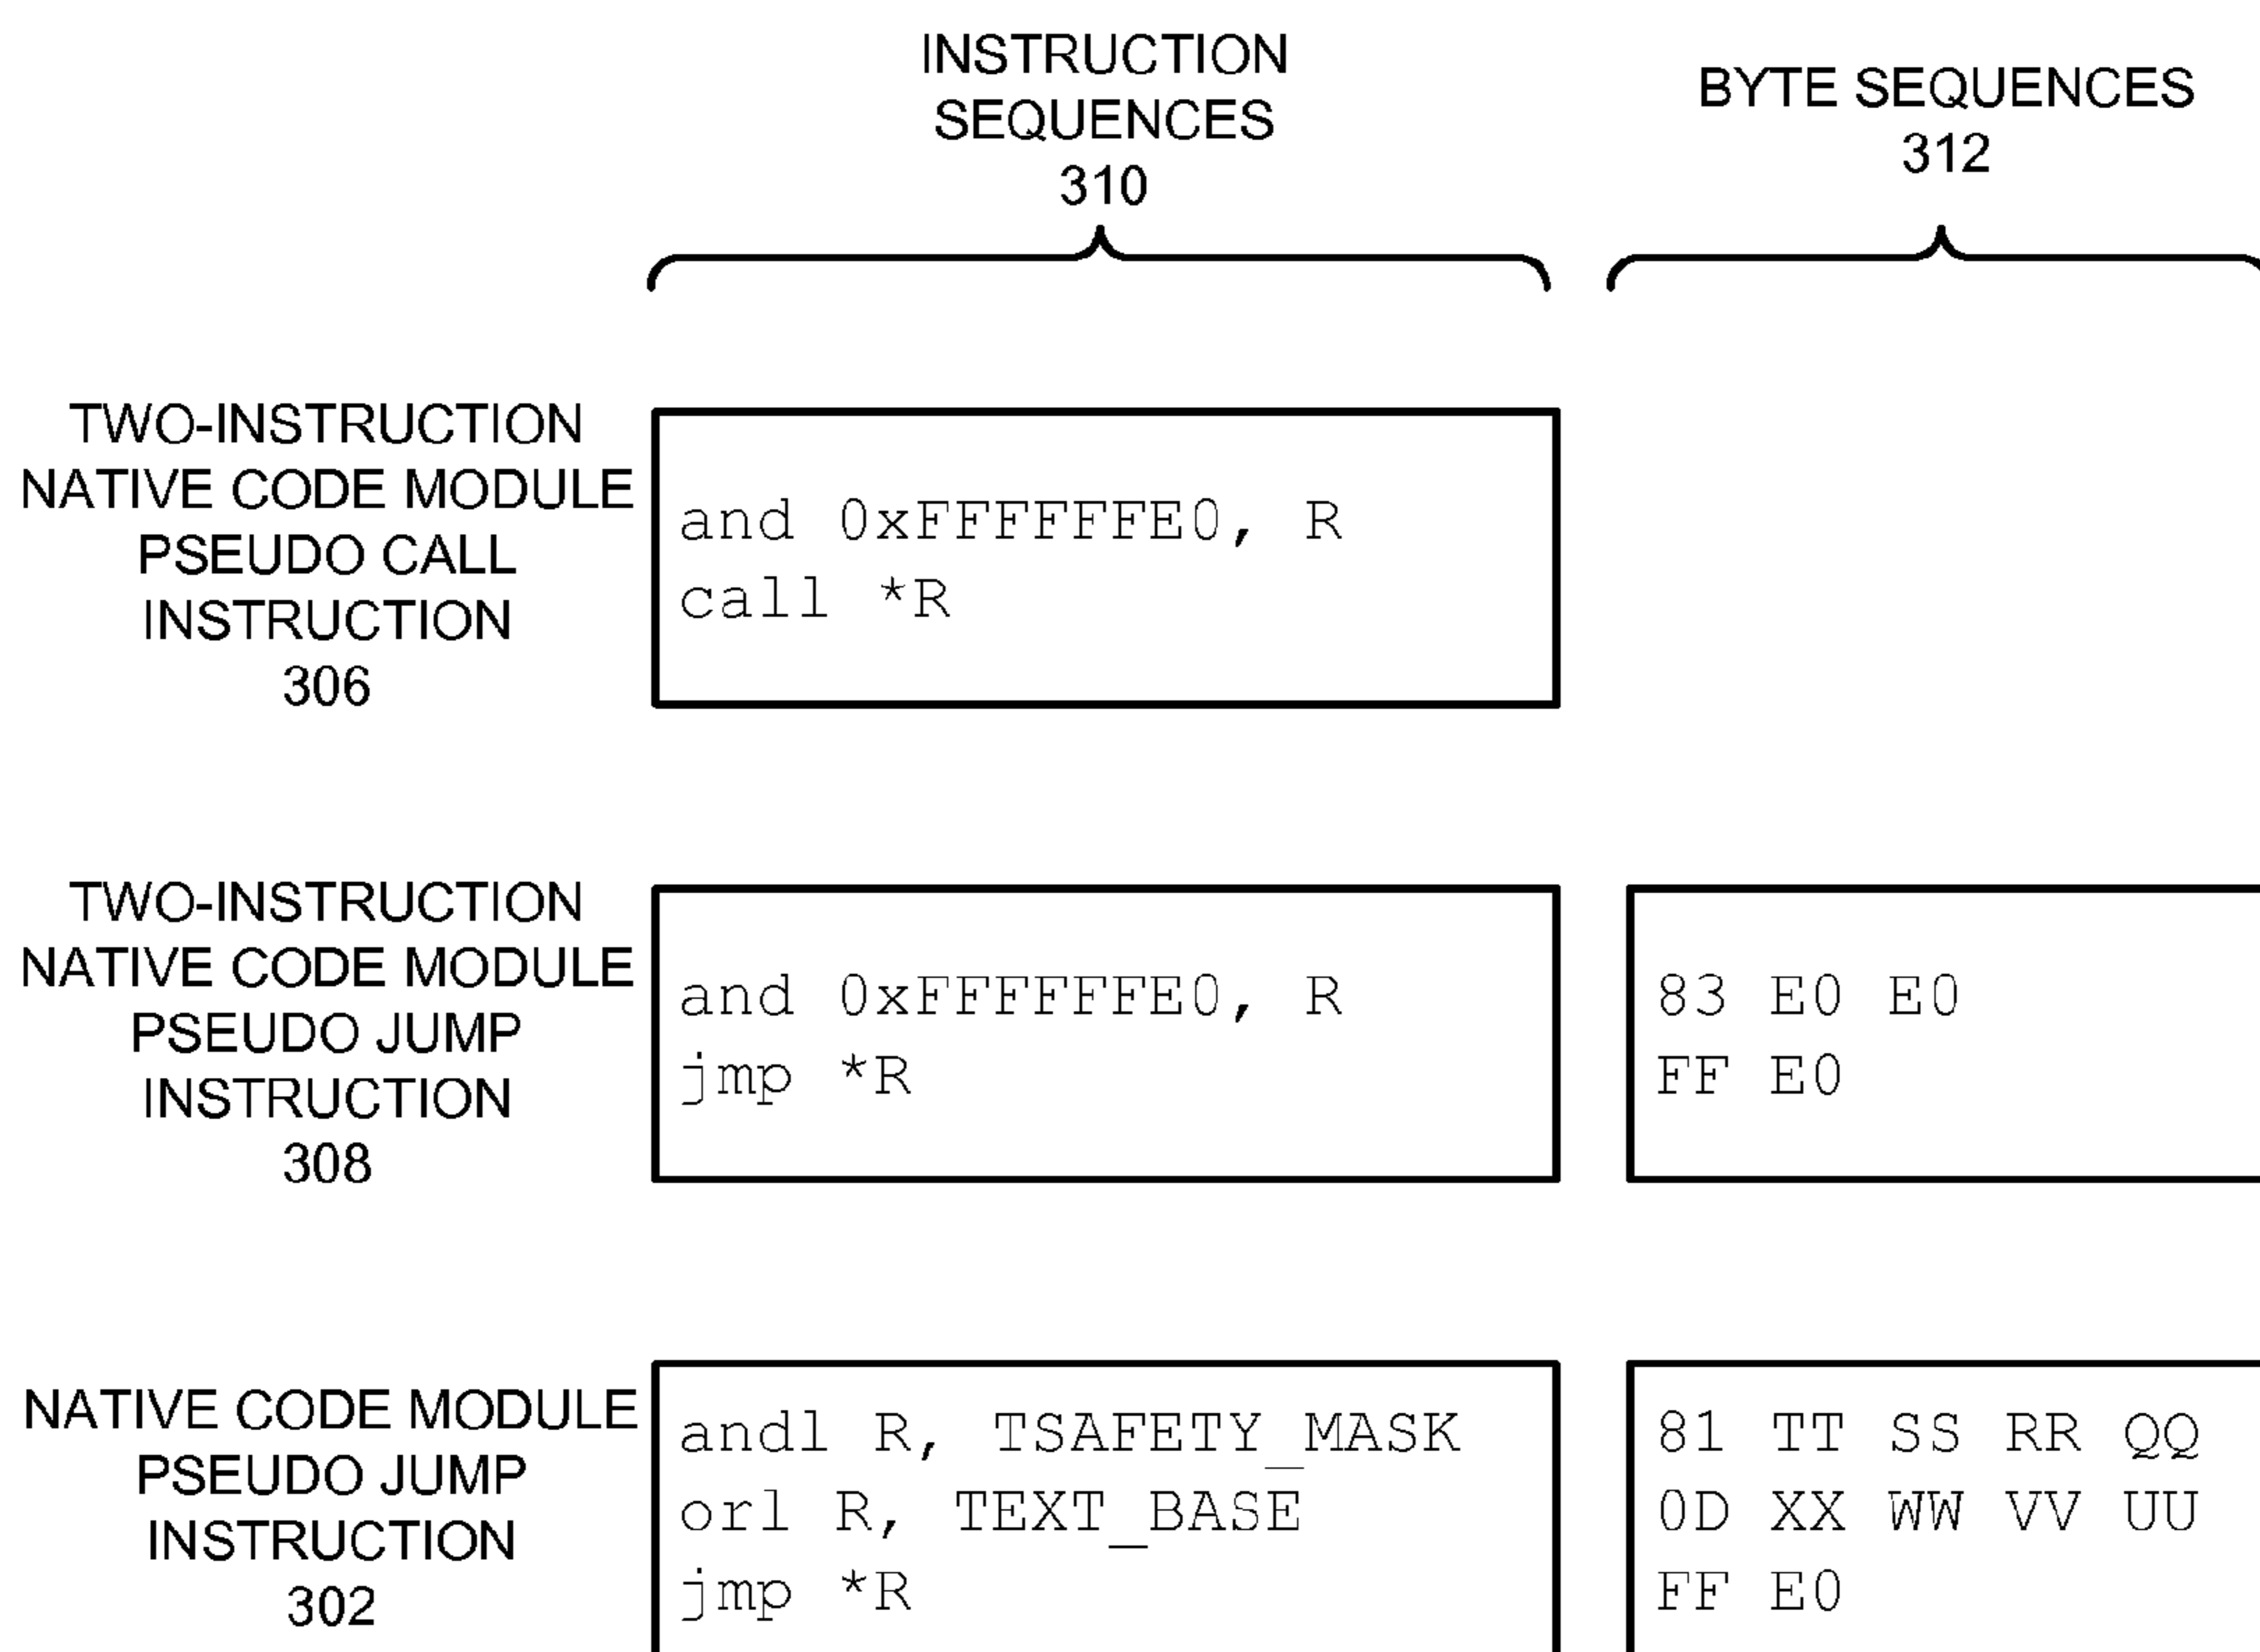 INSTRUCTION
SEQUENCES
310
BYTE SEQUENCES
312
TWO-INSTRUCTION
NATIVE CODE MODULE
PSEUDO CALL
INSTRUCTION
306
and 0xFFFFFFE0, R
call *R
TWO-INSTRUCTION
NATIVE CODE MODULE
PSEUDO JUMP
INSTRUCTION
308
and 0xFFFFFFE0, R
jmp *R
83 E0 E0
FF E0
NATIVE CODE MODULE
PSEUDO JUMP
INSTRUCTION
302
andl R, TSAFETY_MASK
orl R, TEXT_BASE
jmp *R
81 TT SS RR QQ
0D XX WW VV UU
FF E0